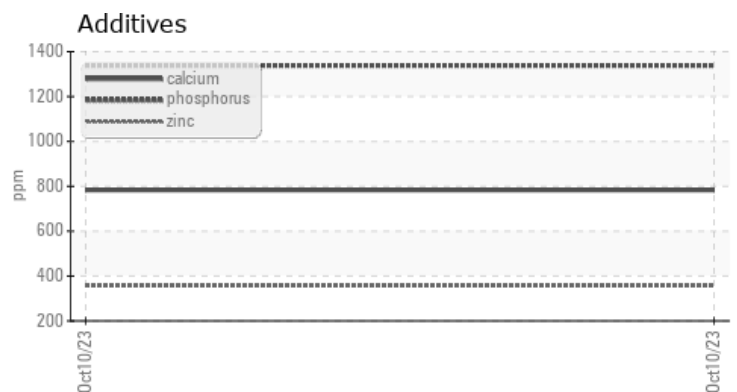 Additives
1400
calcium
phosphorus
zinc
1200
1000
800
600
400
200
ppm
Oct10/23
Oct10/23